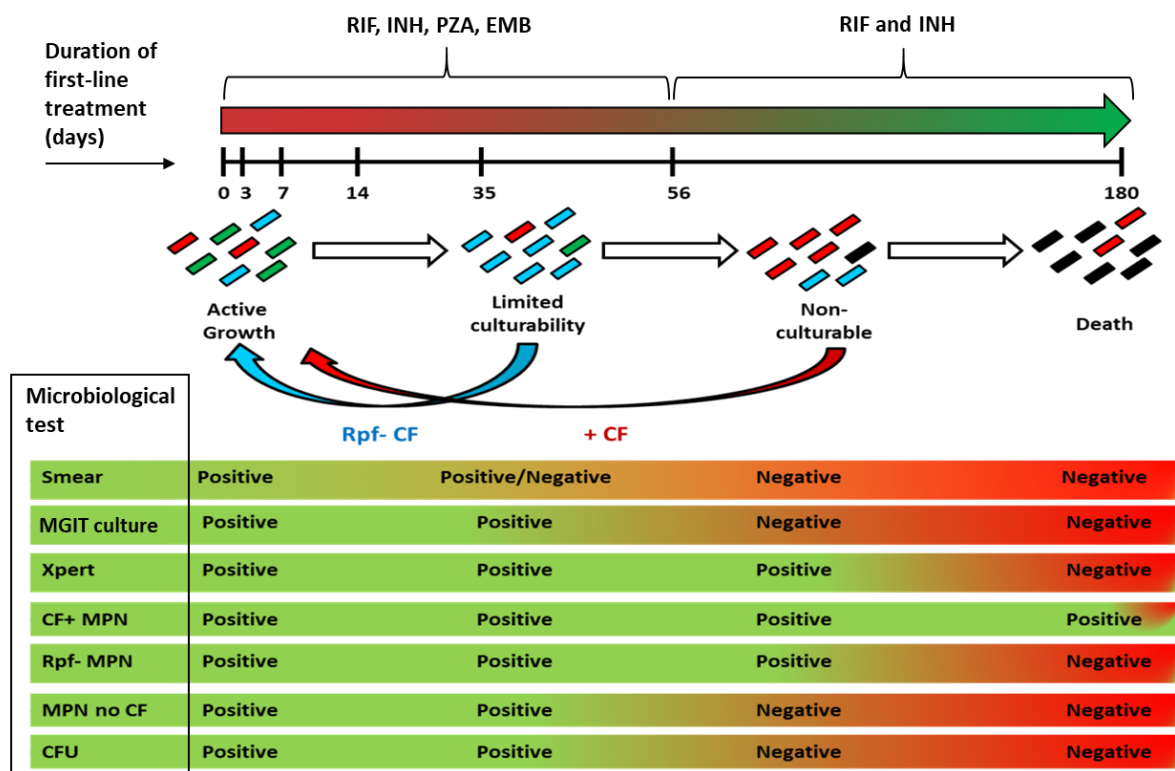 RIF, INH, PZA, EMB
RIF and INH
Duration of
first-line
treatment
(days)
0 3 7 14 35 56 180
Active
Growth
Limited
culturability
Non-
culturable
Death
Rpf- CF
+ CF
Microbiological
test
Smear Positive Positive/Negative Negative Negative
MGIT culture Positive Positive Negative Negative
Xpert Positive Positive Positive Negative
CF+ MPN Positive Positive Positive Positive
Rpf- MPN Positive Positive Positive Negative
MPN no CF Positive Positive Negative Negative
CFU Positive Positive Negative Negative